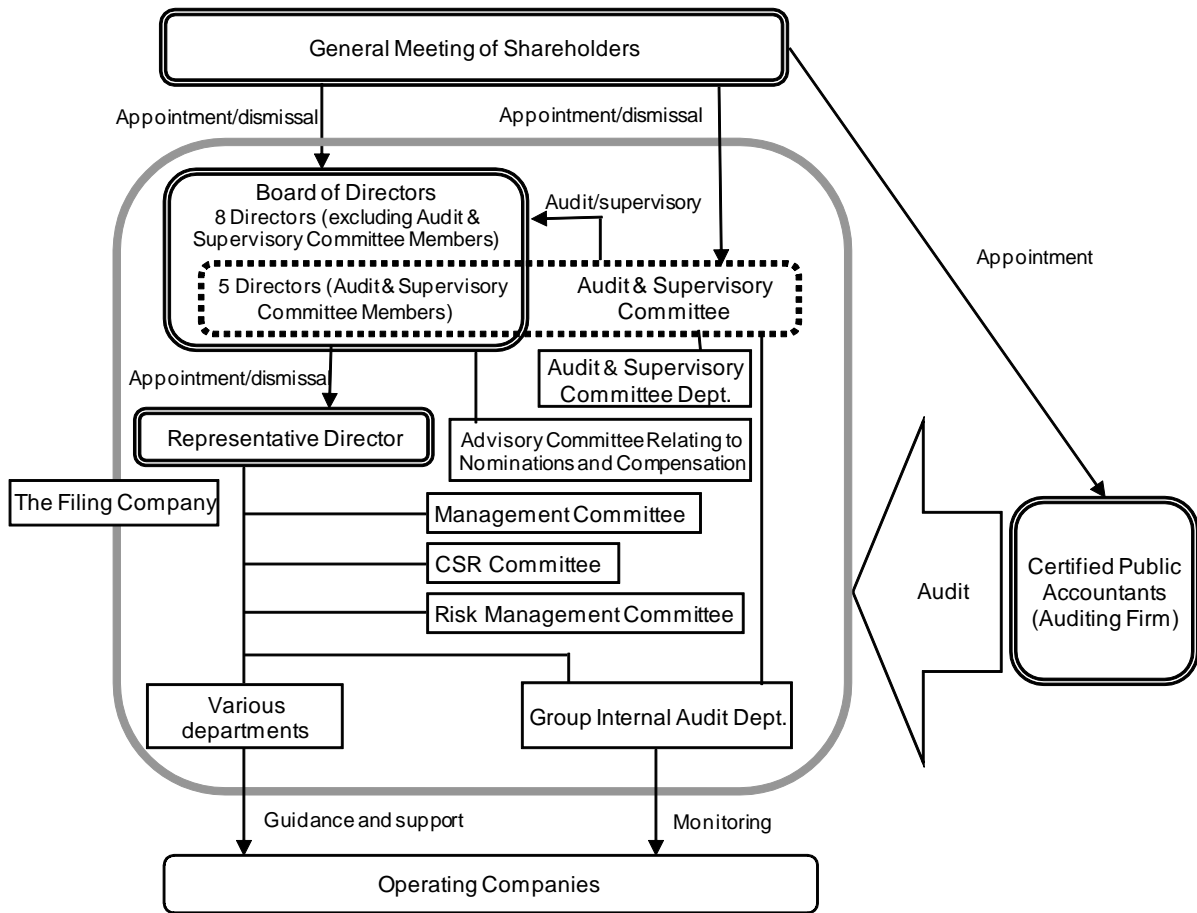 General Meeting of Shareholders
Appointment/dismissal
Appointment/dismissal
Board of Directors
8 Directors (excluding Audit &
Supervisory Committee Members)
Audit/supervisory
Appointment
5 Directors (Audit & Supervisory
Committee Members)
Audit & Supervisory
Committee
Appointment/dismissal
Audit & Supervisory
Committee Dept.
Representative Director
Advisory Committee Relating to
Nominations and Compensation
The Filing Company
Management Committee
CSR Committee
Risk Management Committee
Audit
Certified Public
Accountants
(Auditing Firm)
Various
departments
Group Internal Audit Dept.
Guidance and support
Monitoring
Operating Companies